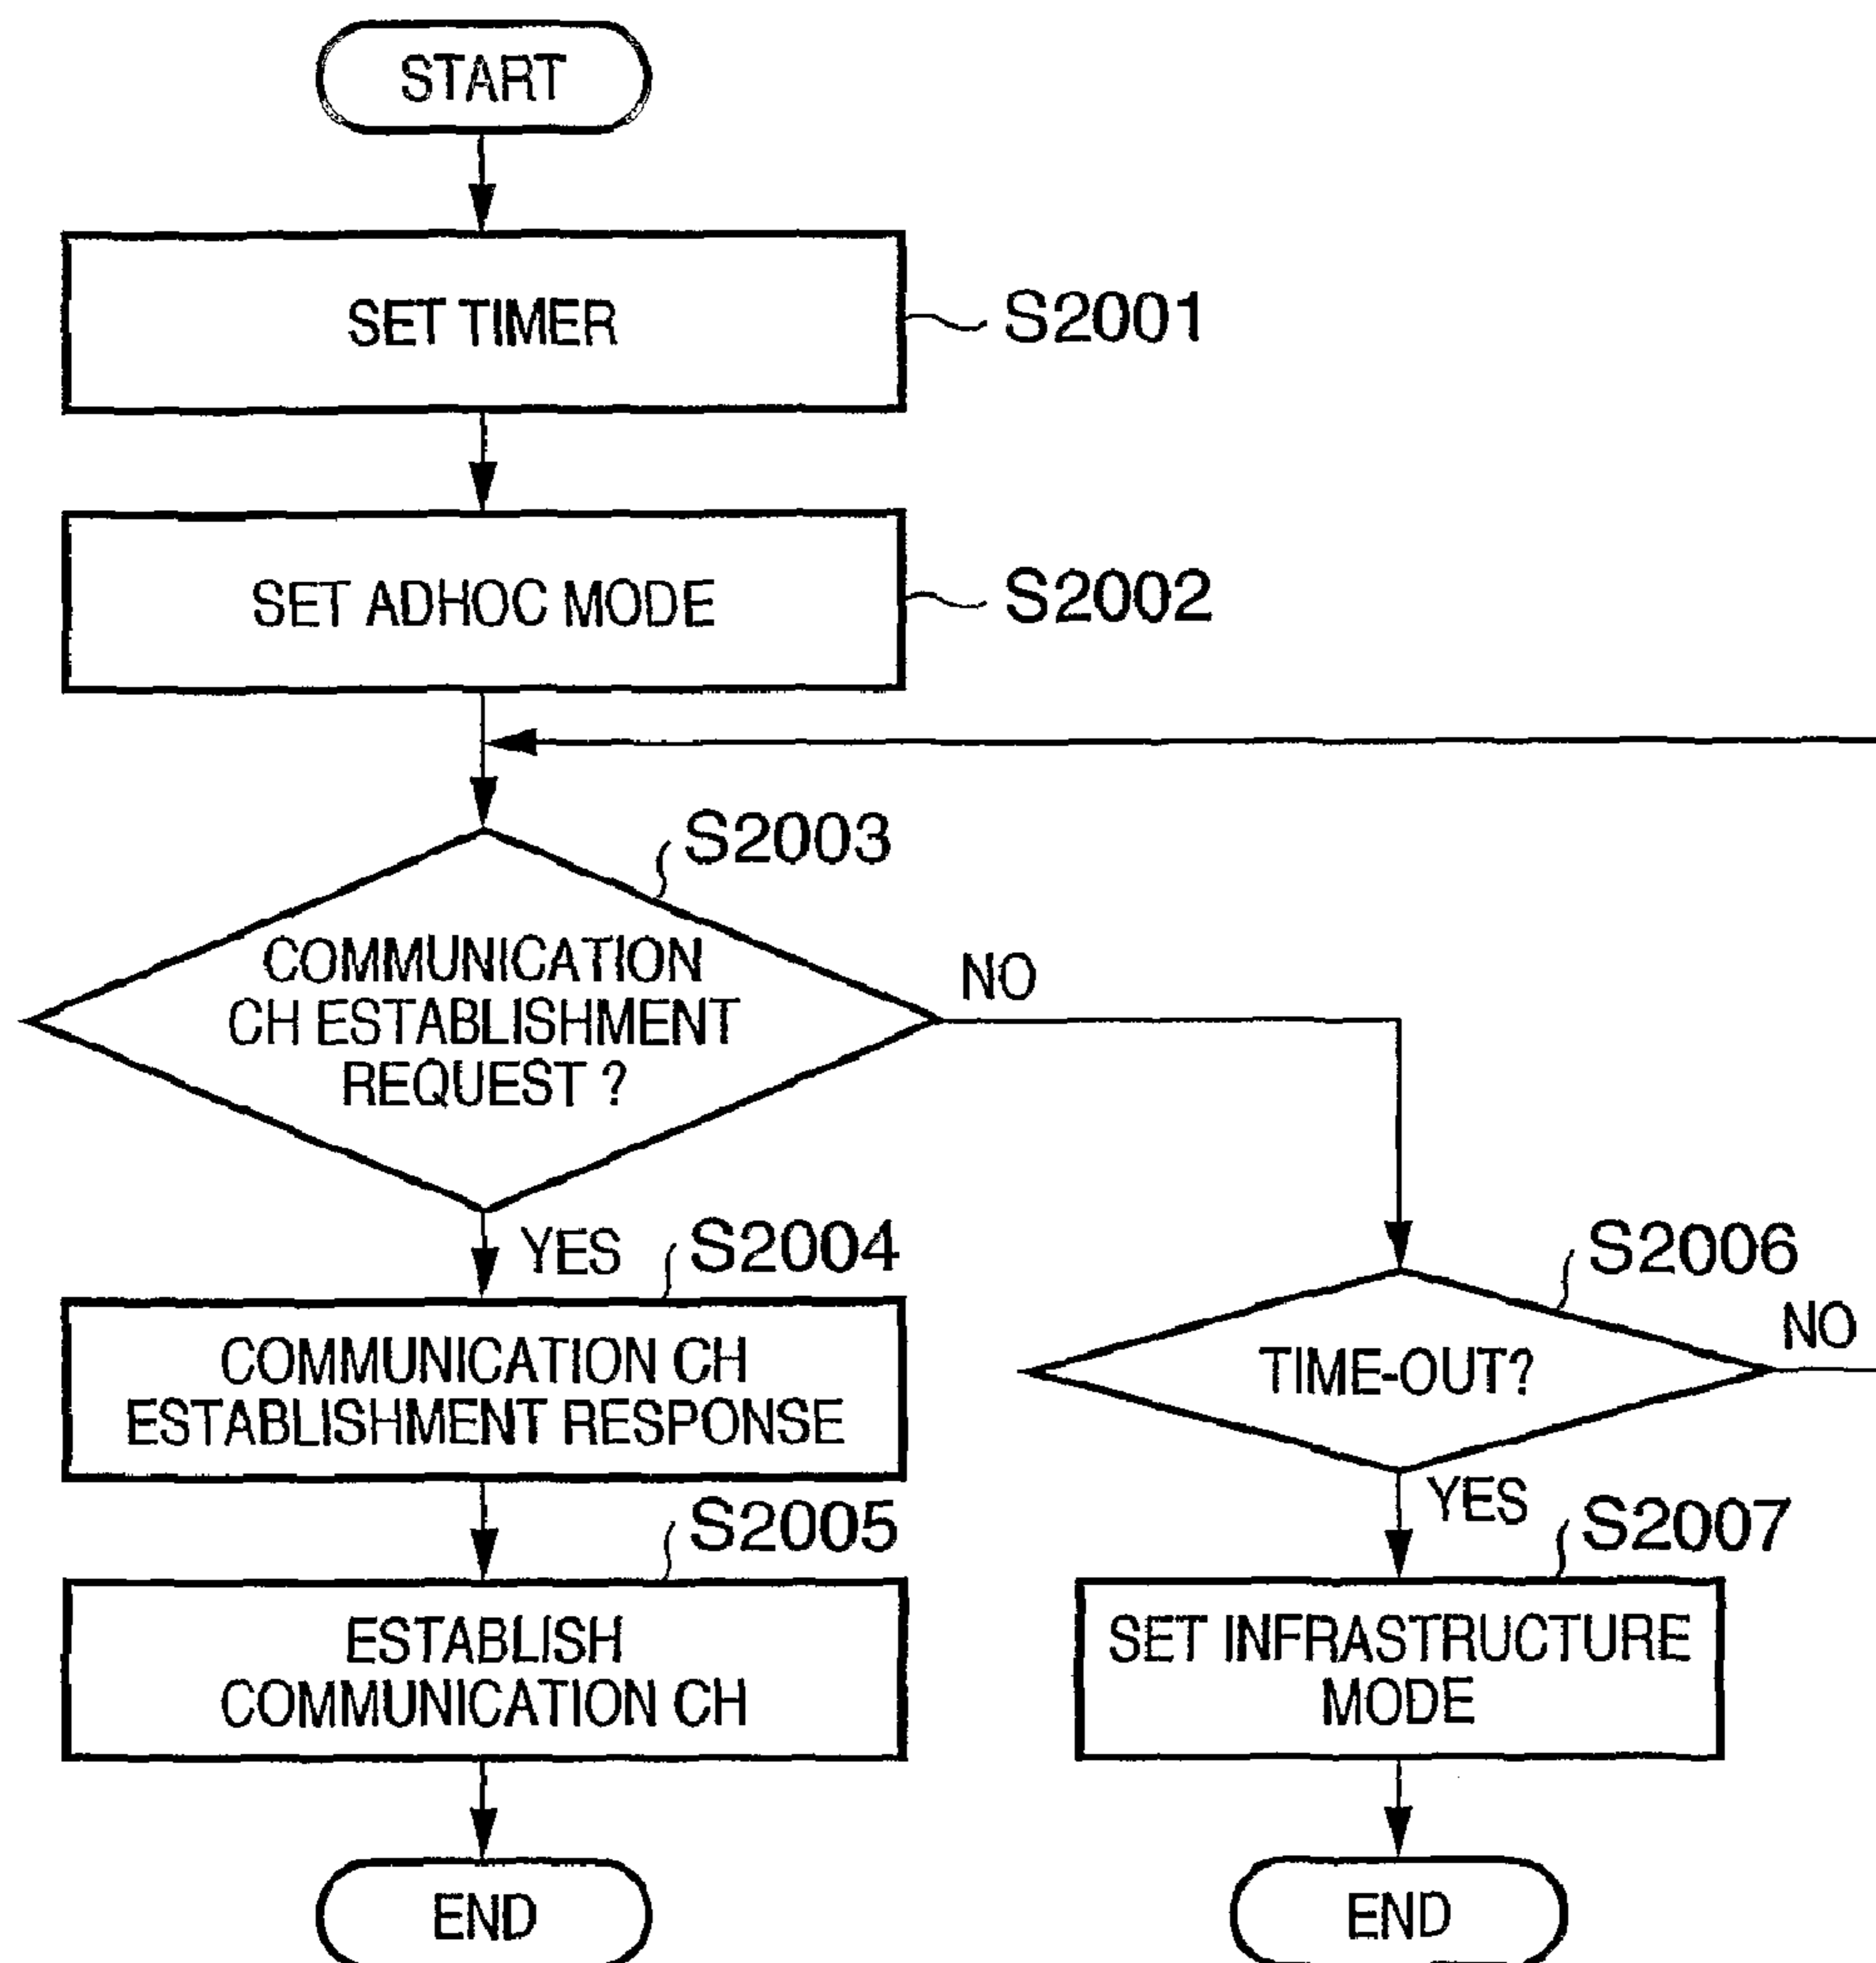 START
SET TIMER
S2001
SET ADHOC MODE
S2002
S2003
COMMUNICATION
CH ESTABLISHMENT
REQUEST ?
NO
YES
S2004
COMMUNICATION CH
ESTABLISHMENT RESPONSE
S2005
ESTABLISH
COMMUNICATION CH
END
S2006
TIME-OUT?
NO
YES
S2007
SET INFRASTRUCTURE
MODE
END